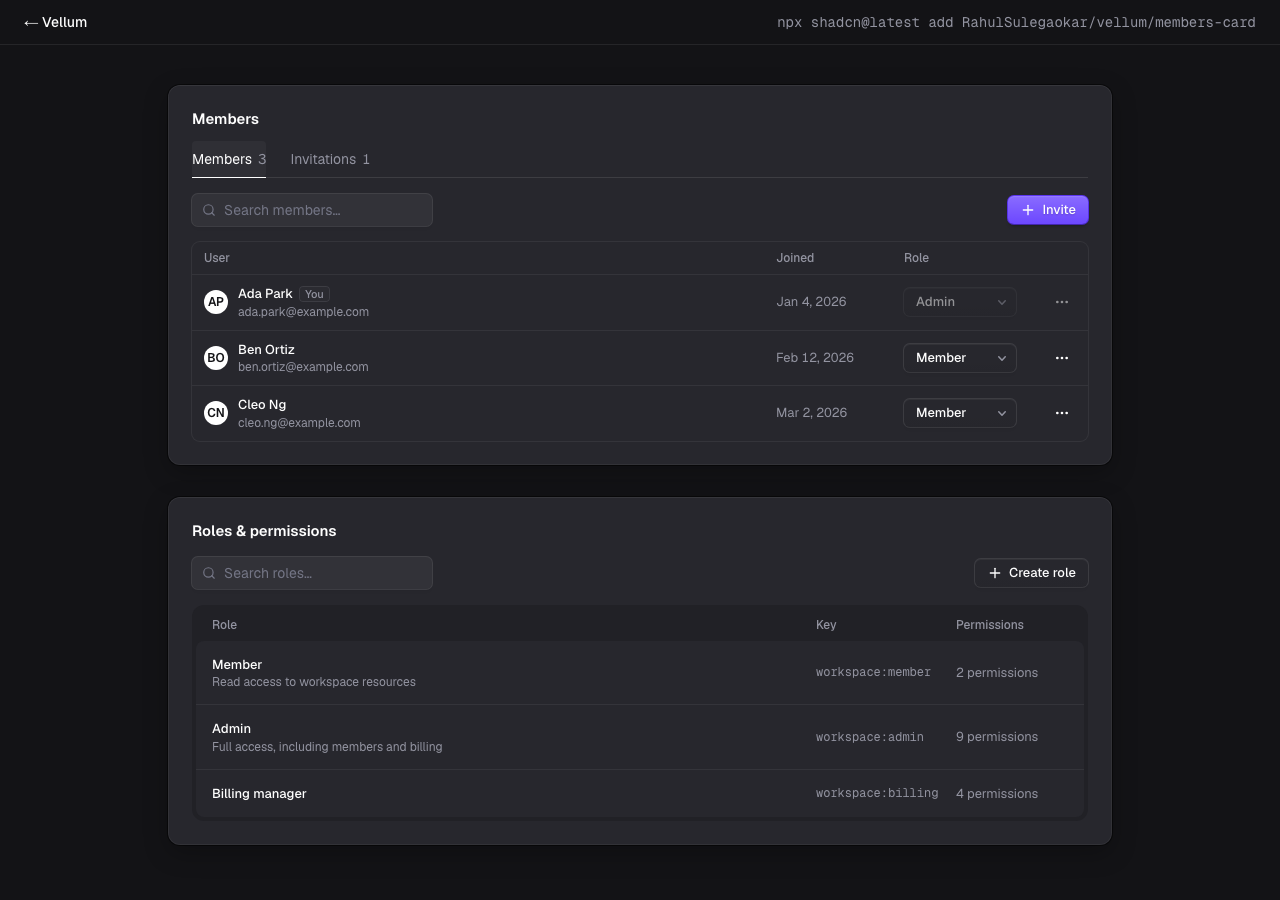 ← Vellum
npx shadcn@latest add RahulSulegaokar/vellum/members-card
Members
Members 3 Invitations 1
Search members…
+ Invite
User Joined Role
AP Ada Park You Jan 4, 2026 Admin
ada.park@example.com
BO Ben Ortiz Feb 12, 2026 Member
ben.ortiz@example.com
CN Cleo Ng Mar 2, 2026 Member
cleo.ng@example.com
Roles & permissions
Search roles…
+ Create role
Role Key Permissions
Member workspace:member 2 permissions
Read access to workspace resources
Admin workspace:admin 9 permissions
Full access, including members and billing
Billing manager workspace:billing 4 permissions